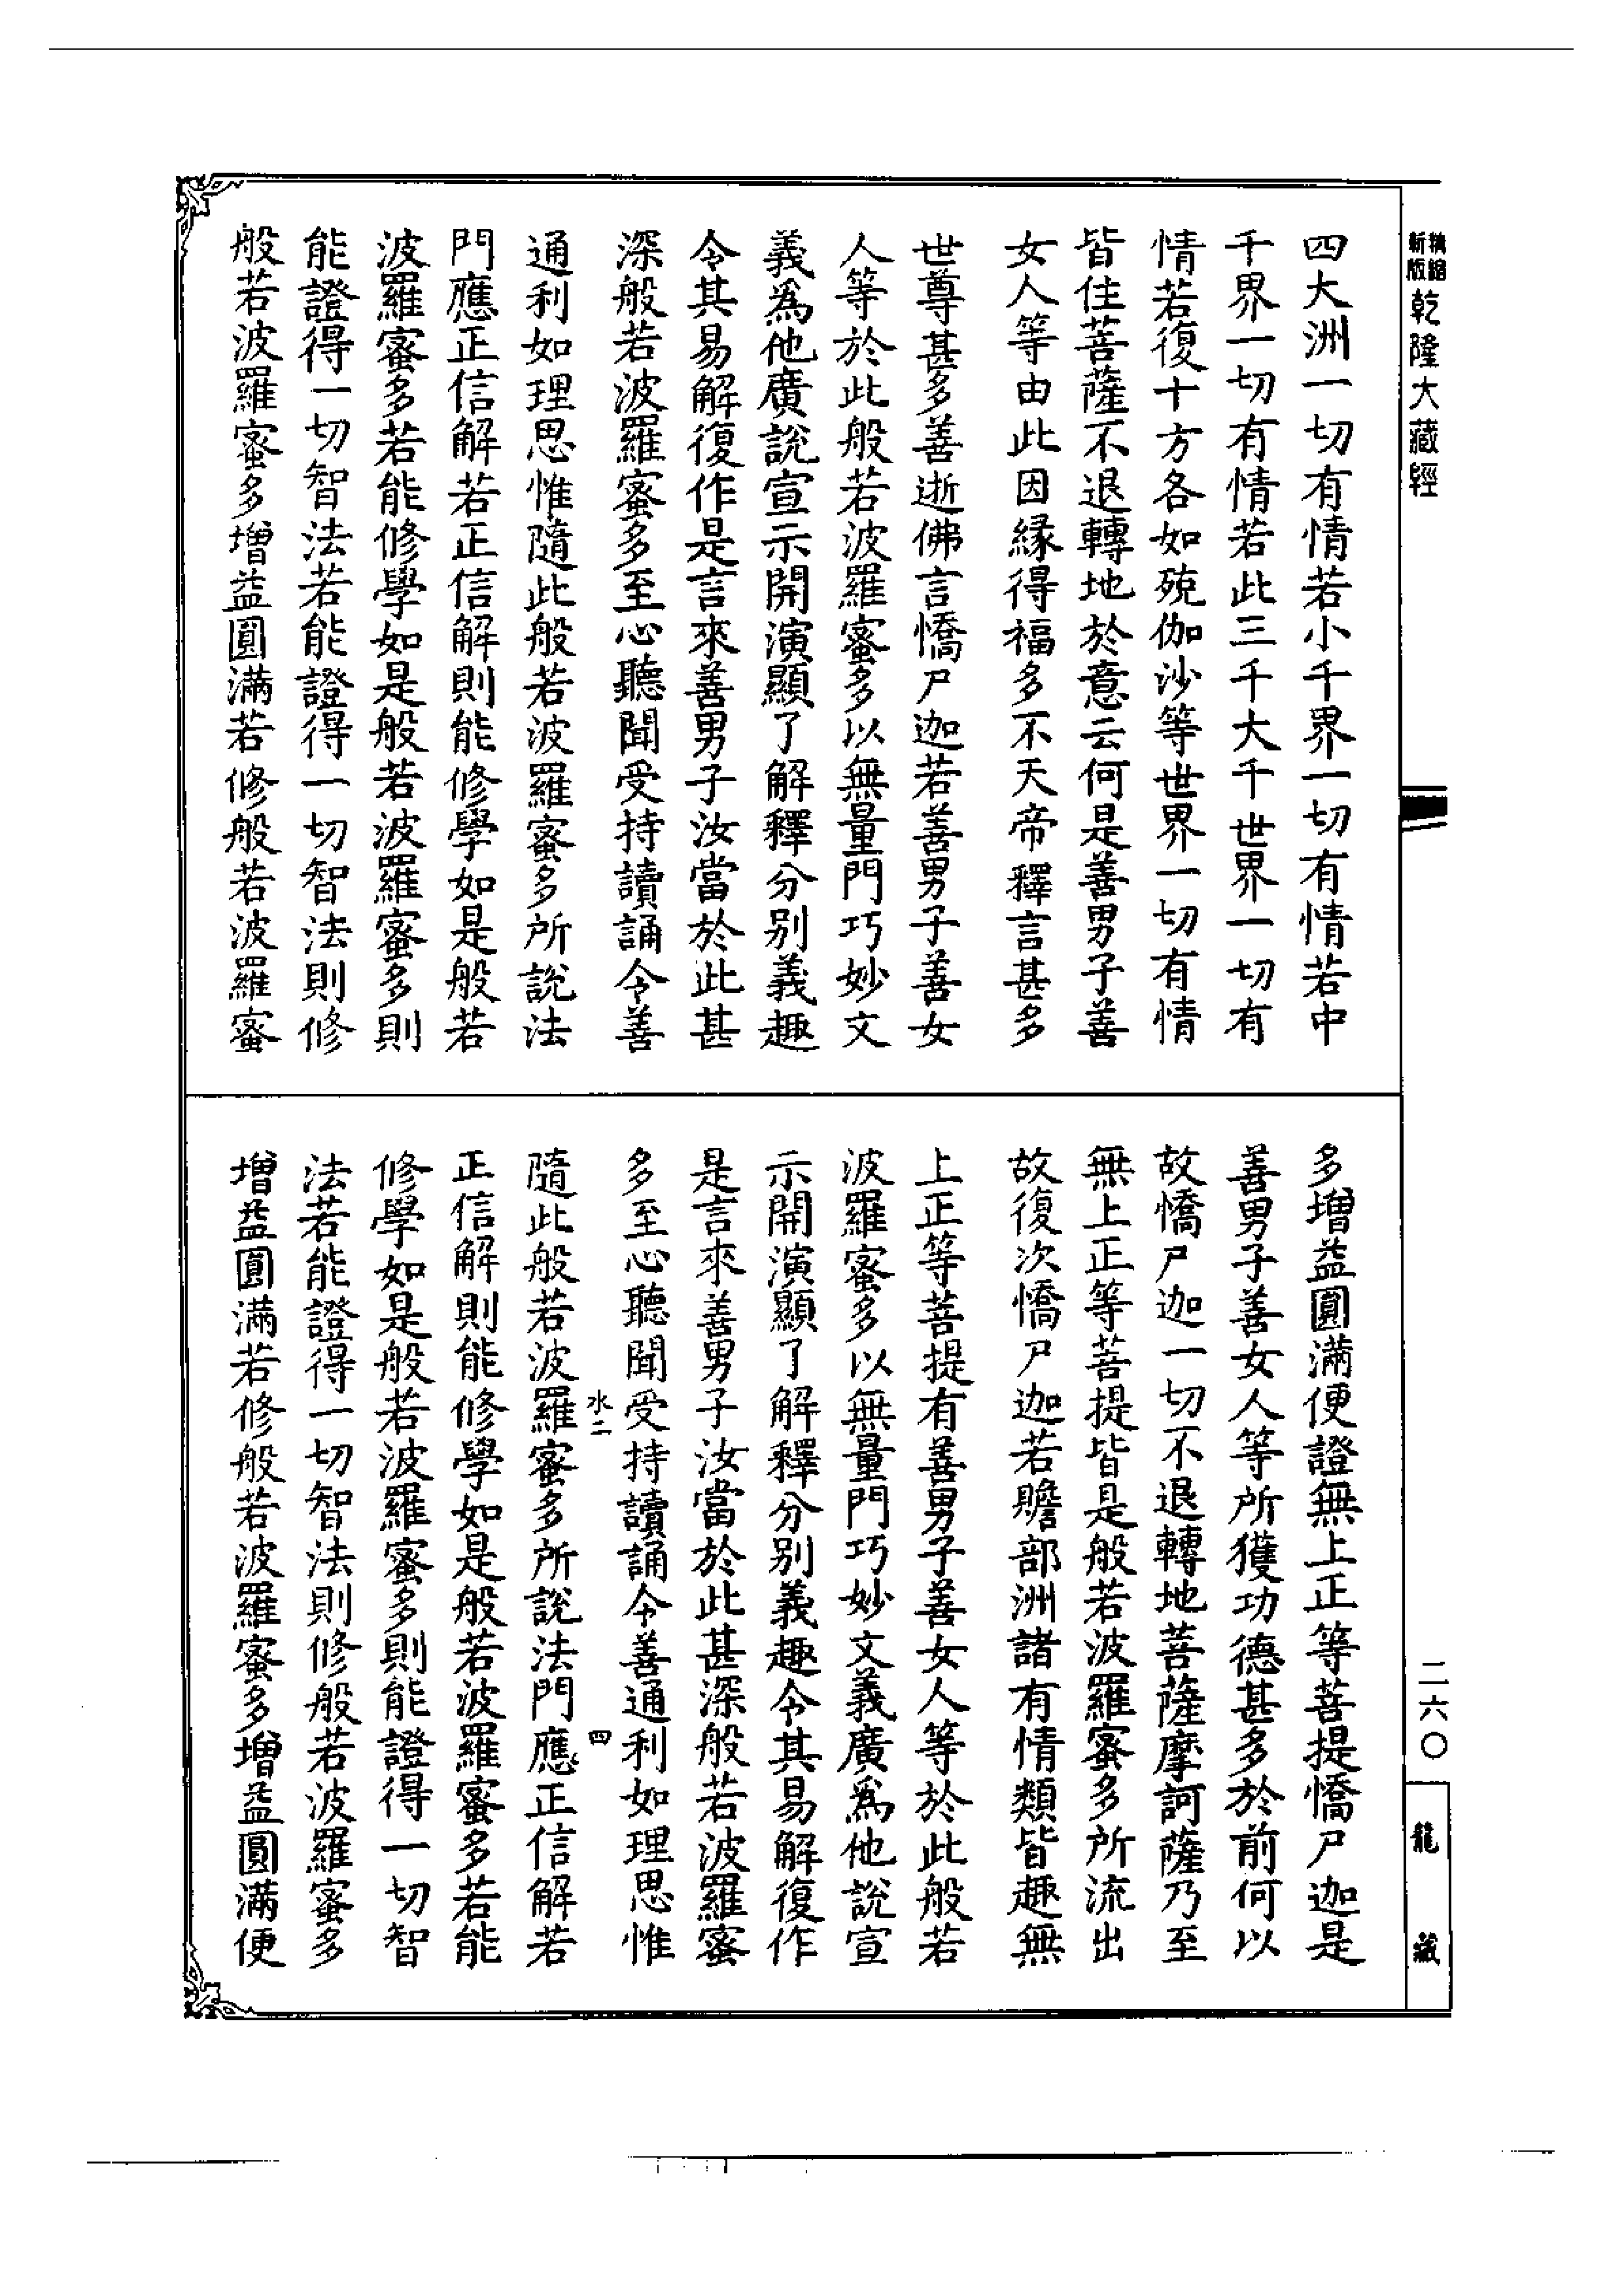 精縮新版乾隆大藏經
二六〇
龍藏
四大洲一切有情若小千界一切有情若中
千界一切有情若此三千大千世界一切有
情若復十方各如殑伽沙等世界一切有情
皆住菩薩不退轉地於意云何是善男子善
女人等由此因緣得福多不天帝釋言甚多
世尊甚多善逝佛言憍尸迦若善男子善女
人等於此般若波羅蜜多以無量門巧妙文
義爲他廣說宣示開演顯了解釋分別義趣
令其易解復作是言來善男子汝當於此甚
深般若波羅蜜多至心聽聞受持讀誦令善
通利如理思惟隨此般若波羅蜜多所說法
門應正信解若正信解則能修學如是般若
波羅蜜多若能修學如是般若波羅蜜多則
能證得一切智法若能證得一切智法則修
般若波羅蜜多增益圓滿若修般若波羅蜜
多增益圓滿便證無上正等菩提憍尸迦是
善男子善女人等所獲功德甚多於前何以
故憍尸迦一切不退轉地菩薩摩訶薩乃至
無上正等菩提皆是般若波羅蜜多所流出
故復次憍尸迦若贍部洲諸有情類皆趣無
上正等菩提有善男子善女人等於此般若
波羅蜜多以無量門巧妙文義廣爲他說宣
示開演顯了解釋分別義趣令其易解復作
是言來善男子汝當於此甚深般若波羅蜜
多至心聽聞受持讀誦令善通利如理思惟
水二 四
隨此般若波羅蜜多所說法門應正信解若
正信解則能修學如是般若波羅蜜多若能
修學如是般若波羅蜜多則能證得一切智
法若能證得一切智法則修般若波羅蜜多
增益圓滿若修般若波羅蜜多增益圓滿便